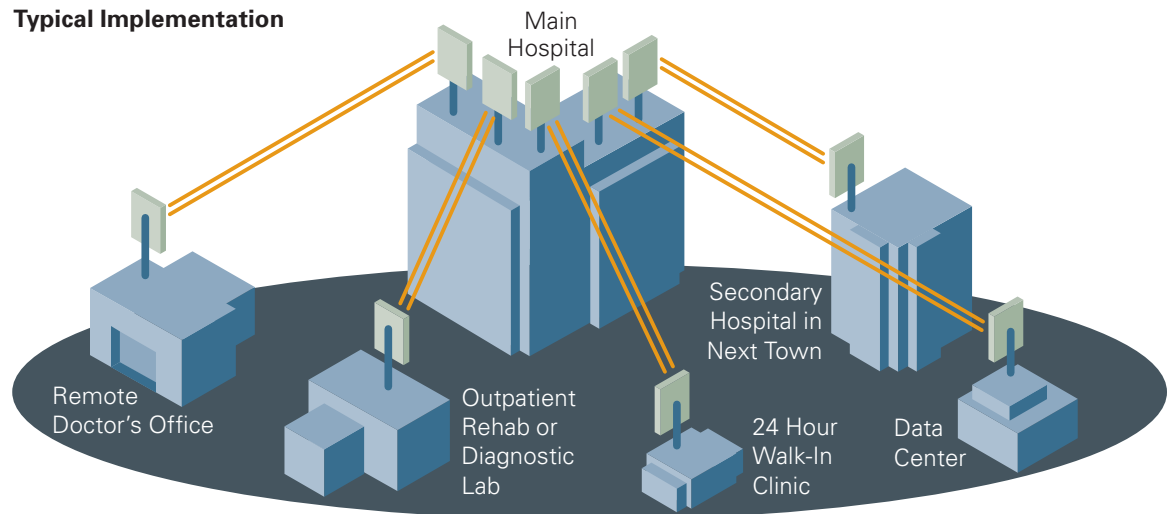 Typical Implementation
Main
Hospital
Secondary
Hospital in
Next Town
Remote
Doctor's Office
Outpatient
Rehab or
Diagnostic
Lab
24 Hour
Walk-In
Clinic
Data
Center